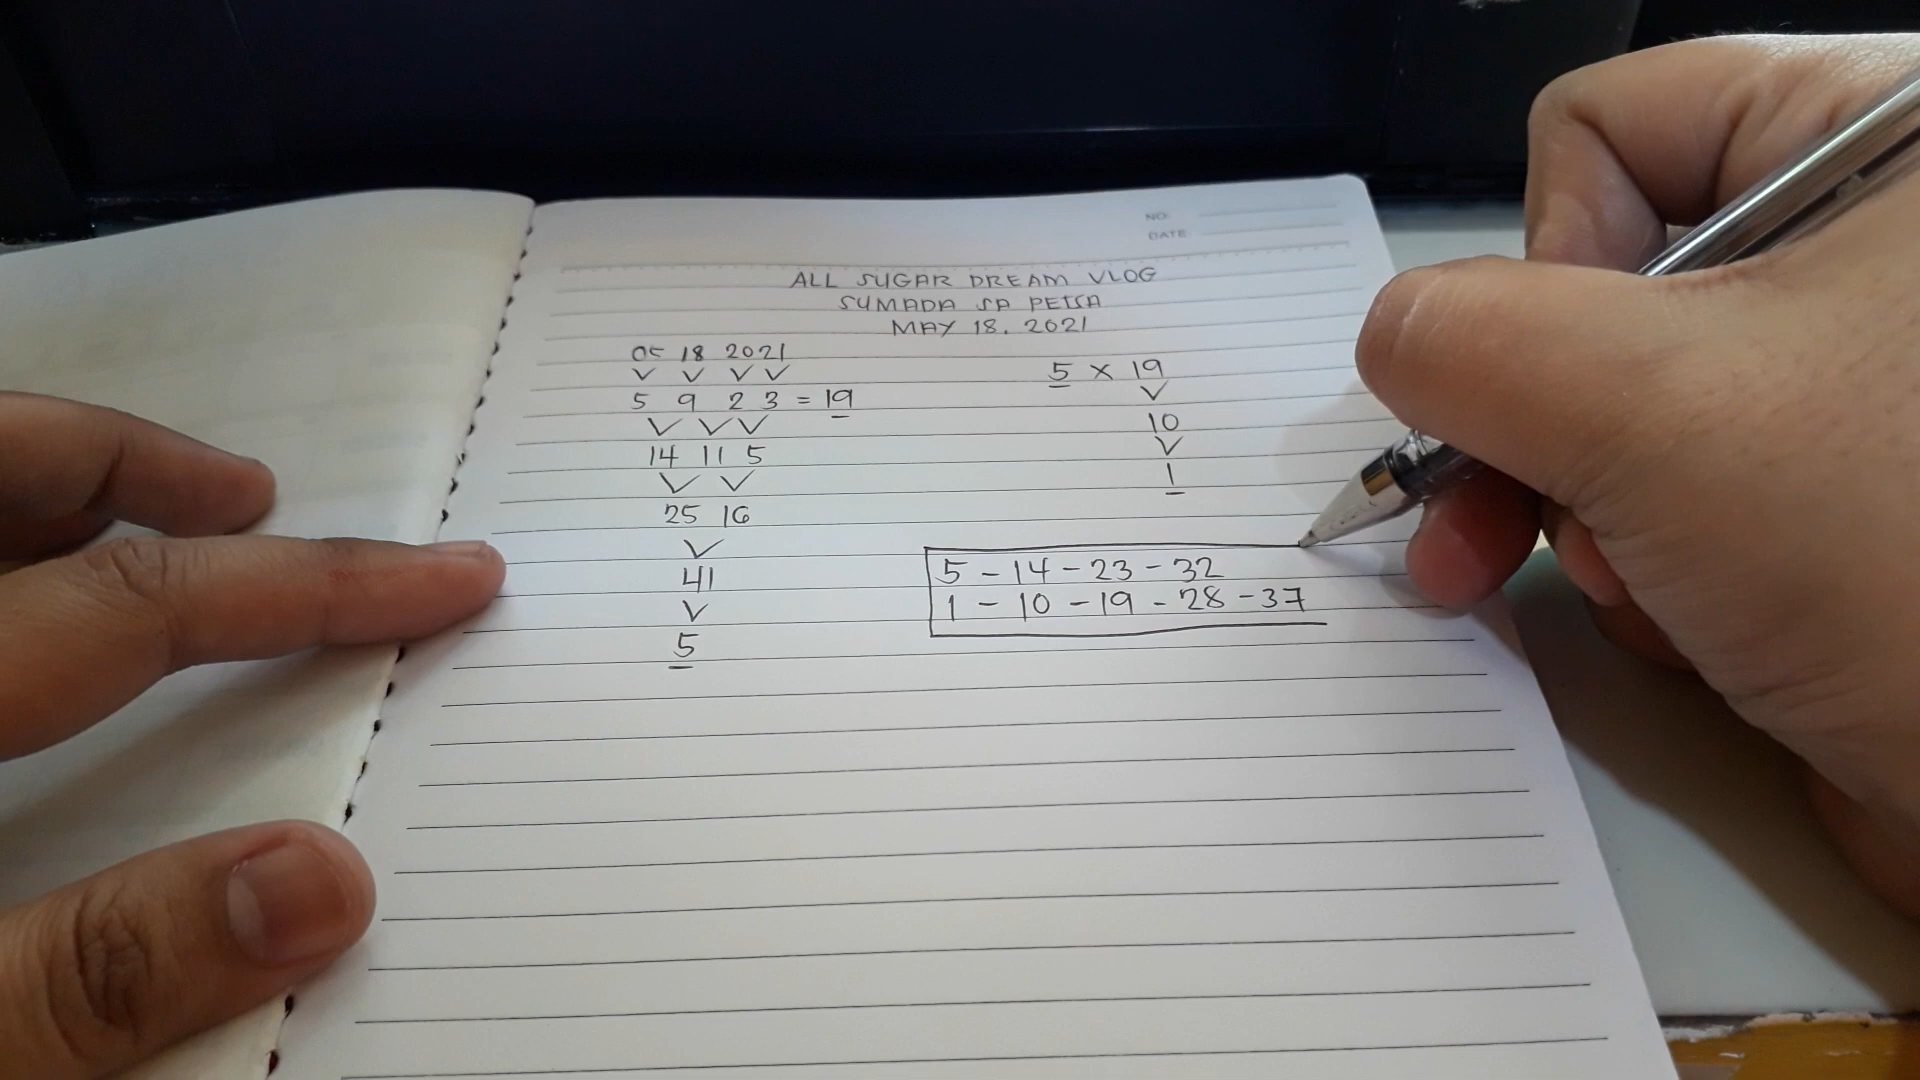 NO.
DATE
ALL SUGAR DREAM VLOG
SUMADA SA PETSA
MAY 18. 2021
05 18 2021
5 9 2 3 = 19
14 11 5
25 16
41
5
5 x 19
10
1
5 - 14 - 23 - 32
1 - 10 - 19 - 28 - 37